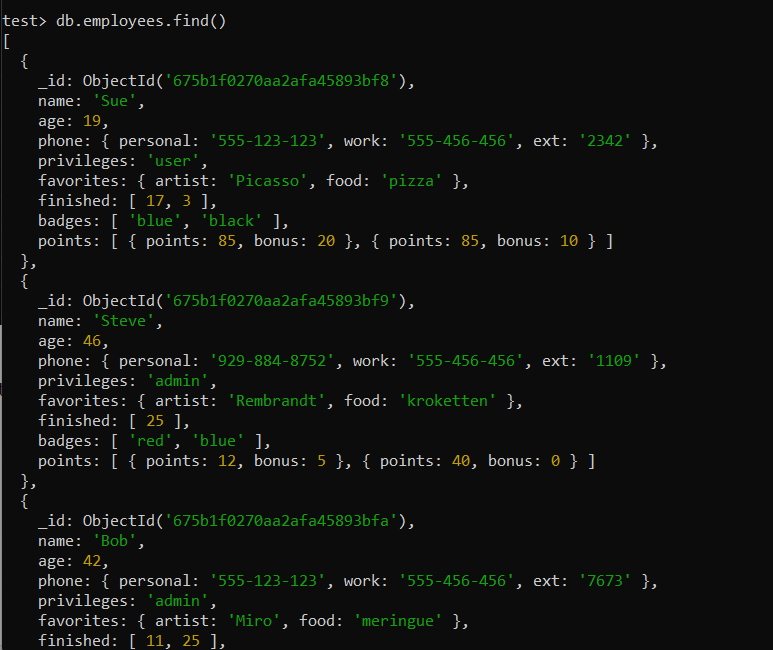 test> db.employees.find()
[
  {
    _id: ObjectId('675b1f0270aa2afa45893bf8'),
    name: 'Sue',
    age: 19,
    phone: { personal: '555-123-123', work: '555-456-456', ext: '2342' },
    privileges: 'user',
    favorites: { artist: 'Picasso', food: 'pizza' },
    finished: [ 17, 3 ],
    badges: [ 'blue', 'black' ],
    points: [ { points: 85, bonus: 20 }, { points: 85, bonus: 10 } ]
  },
  {
    _id: ObjectId('675b1f0270aa2afa45893bf9'),
    name: 'Steve',
    age: 46,
    phone: { personal: '929-884-8752', work: '555-456-456', ext: '1109' },
    privileges: 'admin',
    favorites: { artist: 'Rembrandt', food: 'kroketten' },
    finished: [ 25 ],
    badges: [ 'red', 'blue' ],
    points: [ { points: 12, bonus: 5 }, { points: 40, bonus: 0 } ]
  },
  {
    _id: ObjectId('675b1f0270aa2afa45893bfa'),
    name: 'Bob',
    age: 42,
    phone: { personal: '555-123-123', work: '555-456-456', ext: '7673' },
    privileges: 'admin',
    favorites: { artist: 'Miro', food: 'meringue' },
    finished: [ 11, 25 ],